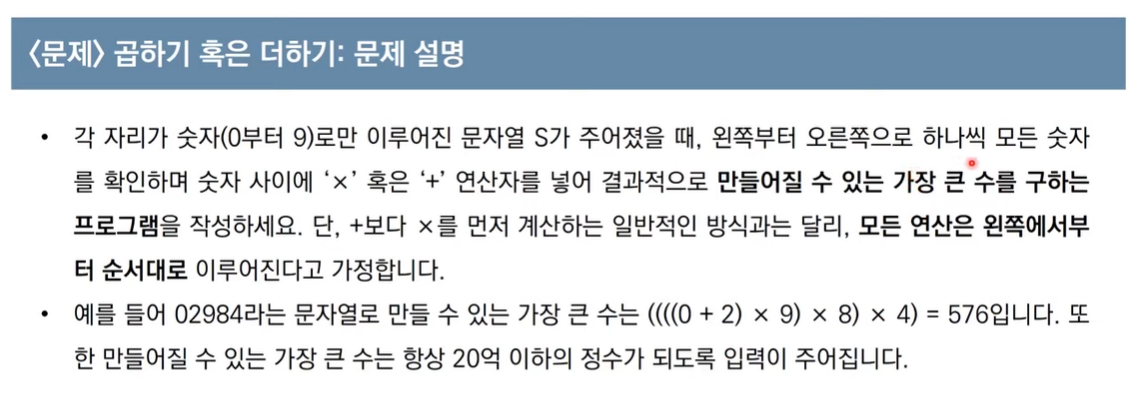 〈문제〉 곱하기 혹은 더하기: 문제 설명
• 각 자리가 숫자(0부터 9)로만 이루어진 문자열 S가 주어졌을 때, 왼쪽부터 오른쪽으로 하나씩 모든 숫자
를 확인하며 숫자 사이에 ‘×’ 혹은 ‘+’ 연산자를 넣어 결과적으로 만들어질 수 있는 가장 큰 수를 구하는
프로그램을 작성하세요. 단, +보다 ×를 먼저 계산하는 일반적인 방식과는 달리, 모든 연산은 왼쪽에서부
터 순서대로 이루어진다고 가정합니다.
• 예를 들어 02984라는 문자열로 만들 수 있는 가장 큰 수는 ((((0 + 2) × 9) × 8) × 4) = 576입니다. 또
한 만들어질 수 있는 가장 큰 수는 항상 20억 이하의 정수가 되도록 입력이 주어집니다.